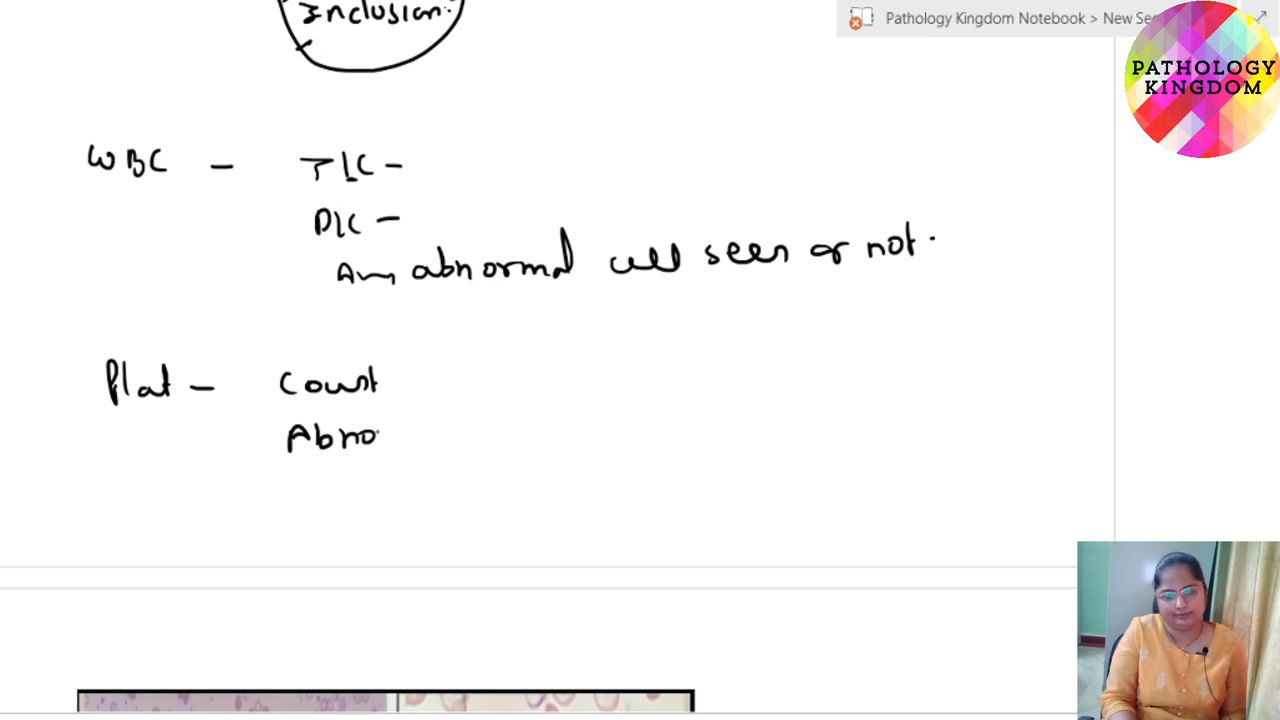 Inclusion.
Pathology Kingdom Notebook > New Se
PATHOLOGY
KINGDOM
WBC - TLC -
DLC -
Any abnormal cell seen or not.
Plat - Count
Abno